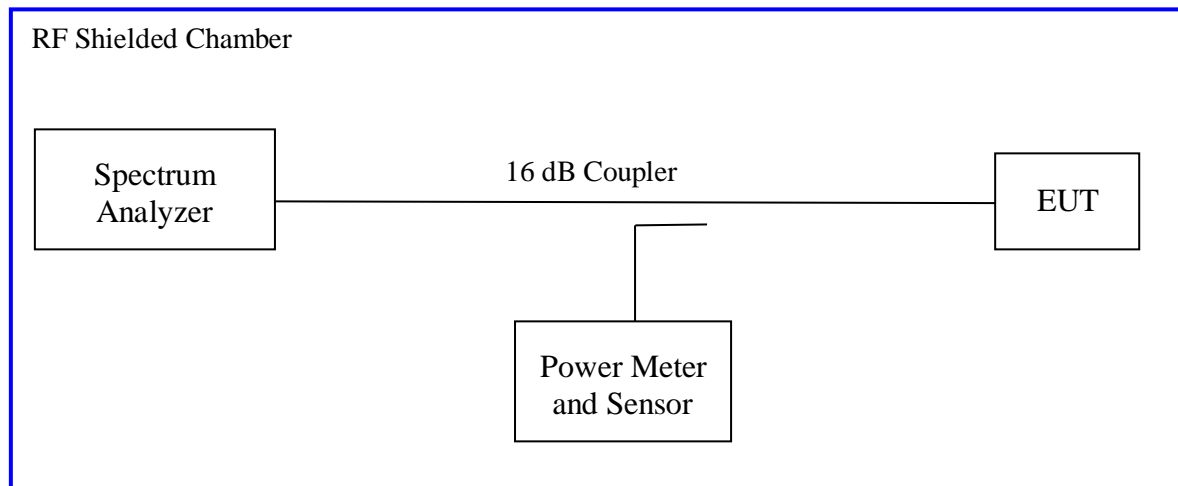 RF Shielded Chamber
Spectrum
Analyzer
16 dB Coupler
EUT
Power Meter
and Sensor